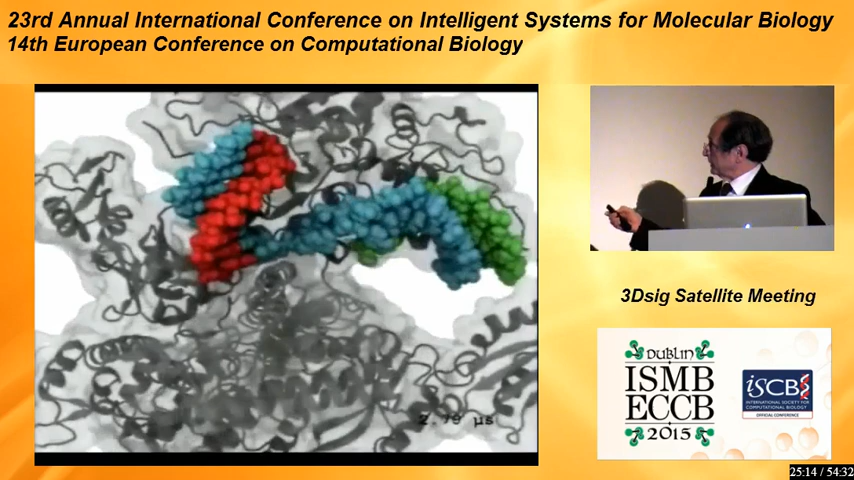 23rd Annual International Conference on Intelligent Systems for Molecular Biology
14th European Conference on Computational Biology
2.79 µs
3Dsig Satellite Meeting
DUBLIN
ISMB
ECCB
2015
iSCB
INTERNATIONAL SOCIETY FOR
COMPUTATIONAL BIOLOGY
OFFICIAL CONFERENCE
25:14 / 54:32